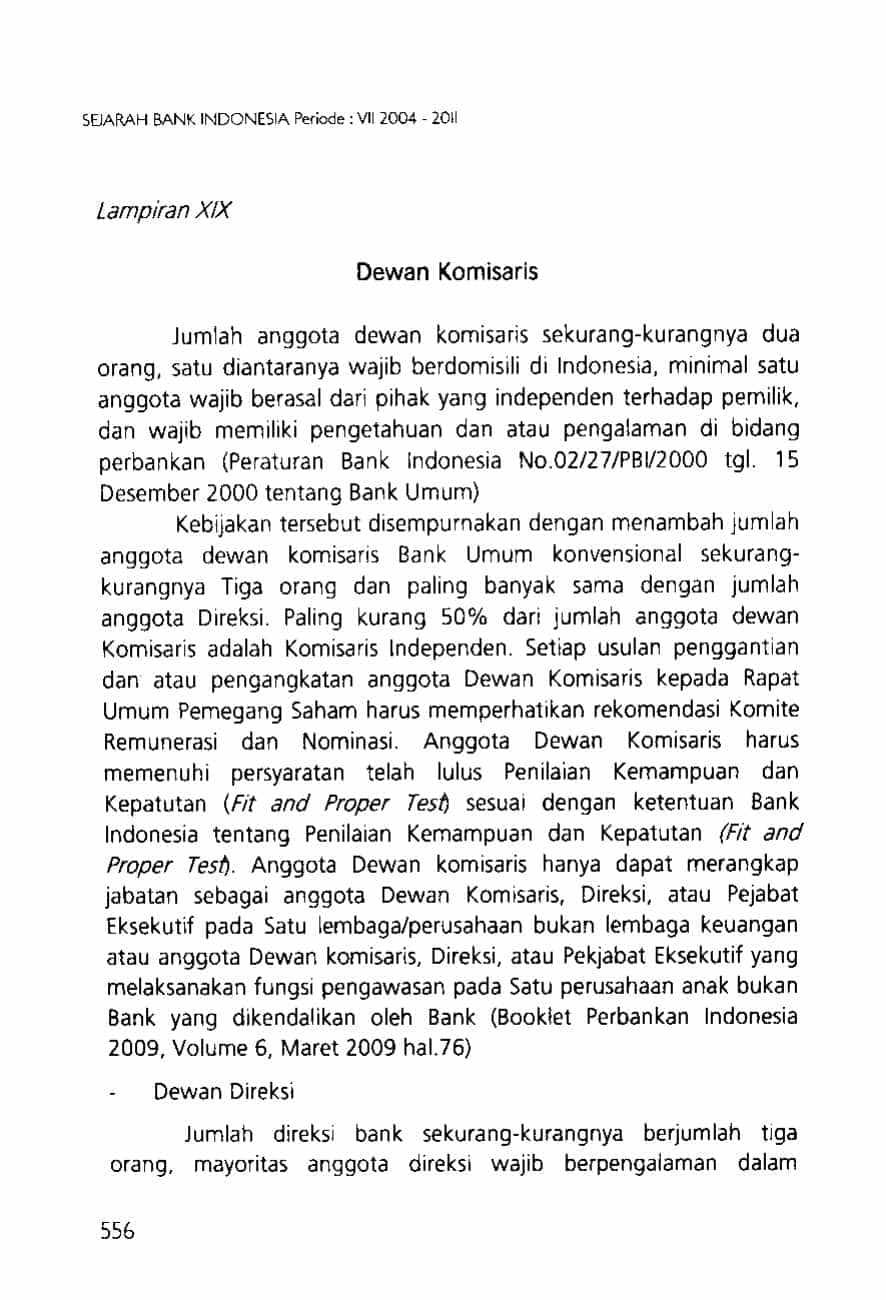 SEJARAH BANK INDONESIA Periode : VII 2004 - 2011
Lampiran XIX
Dewan Komisaris
Jumlah anggota dewan komisaris sekurang-kurangnya dua
orang, satu diantaranya wajib berdomisili di Indonesia, minimal satu
anggota wajib berasal dari pihak yang independen terhadap pemilik,
dan wajib memiliki pengetahuan dan atau pengalaman di bidang
perbankan (Peraturan Bank Indonesia No.02/27/PBI/2000 tgl. 15
Desember 2000 tentang Bank Umum)
Kebijakan tersebut disempurnakan dengan menambah jumlah
anggota dewan komisaris Bank Umum konvensional sekurang-
kurangnya Tiga orang dan paling banyak sama dengan jumlah
anggota Direksi. Paling kurang 50% dari jumlah anggota dewan
Komisaris adalah Komisaris Independen. Setiap usulan penggantian
dan atau pengangkatan anggota Dewan Komisaris kepada Rapat
Umum Pemegang Saham harus memperhatikan rekomendasi Komite
Remunerasi dan Nominasi. Anggota Dewan Komisaris harus
memenuhi persyaratan telah lulus Penilaian Kemampuan dan
Kepatutan (Fit and Proper Test) sesuai dengan ketentuan Bank
Indonesia tentang Penilaian Kemampuan dan Kepatutan (Fit and
Proper Test). Anggota Dewan komisaris hanya dapat merangkap
jabatan sebagai anggota Dewan Komisaris, Direksi, atau Pejabat
Eksekutif pada Satu lembaga/perusahaan bukan lembaga keuangan
atau anggota Dewan komisaris, Direksi, atau Pekjabat Eksekutif yang
melaksanakan fungsi pengawasan pada Satu perusahaan anak bukan
Bank yang dikendalikan oleh Bank (Booklet Perbankan Indonesia
2009, Volume 6, Maret 2009 hal.76)
- Dewan Direksi
Jumlah direksi bank sekurang-kurangnya berjumlah tiga
orang, mayoritas anggota direksi wajib berpengalaman dalam
556